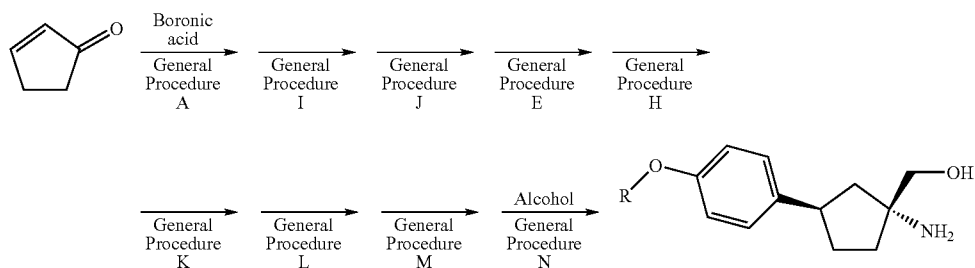 O
Boronic
acid
General
Procedure
A
General
Procedure
I
General
Procedure
J
General
Procedure
E
General
Procedure
H
General
Procedure
K
General
Procedure
L
General
Procedure
M
Alcohol
General
Procedure
N
R
O
OH
NH2